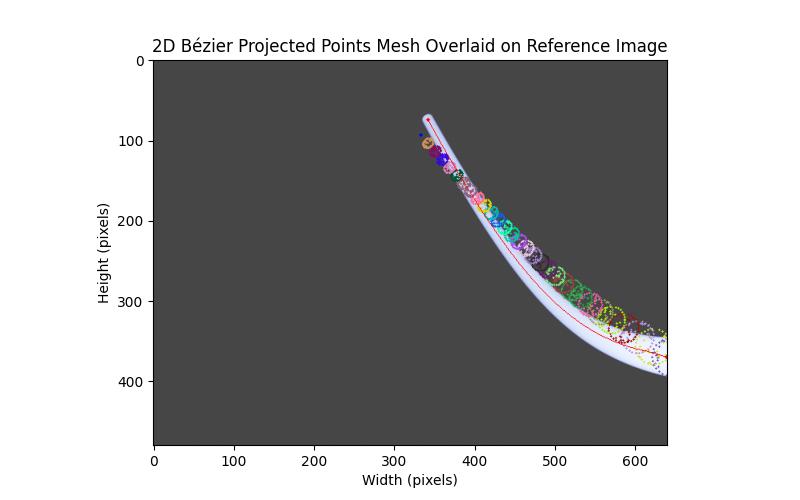 2D Bézier Projected Points Mesh Overlaid on Reference Image
0
100
200
300
400
Height (pixels)
0 100 200 300 400 500 600
Width (pixels)